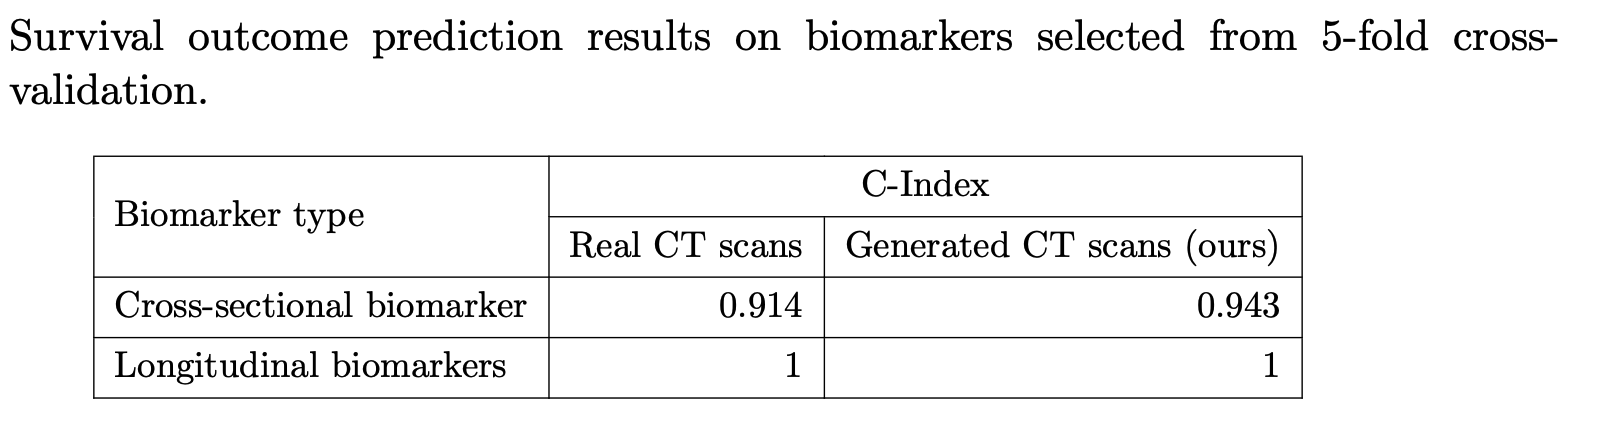 Survival outcome prediction results on biomarkers selected from 5-fold cross-
validation.
Biomarker type
C-Index
Real CT scans
Generated CT scans (ours)
Cross-sectional biomarker
0.914
0.943
Longitudinal biomarkers
1
1